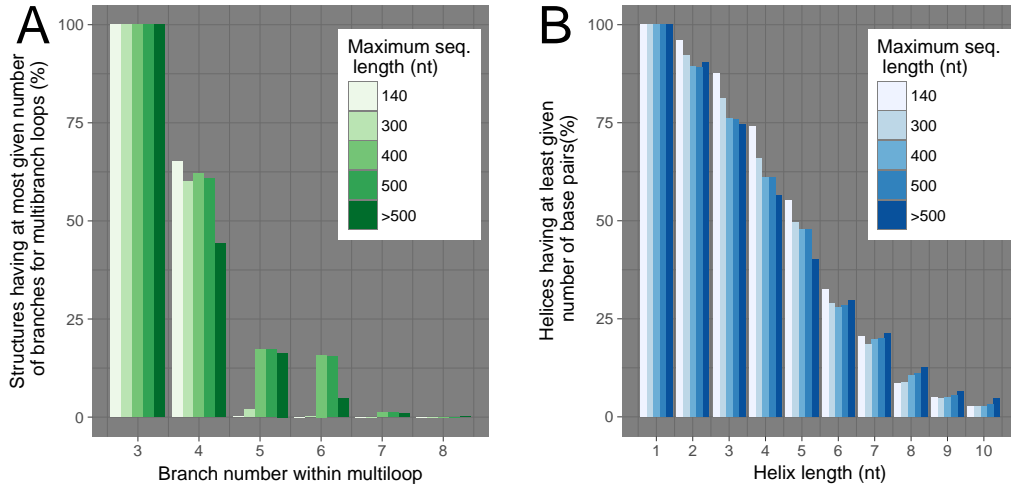 A
Structures having at most given number
of branches for multibranch loops (%)
100
75
50
25
0
Maximum seq.
length (nt)
140
300
400
500
>500
3 4 5 6 7 8
Branch number within multiloop
B
Helices having at least given
number of base pairs(%)
100
75
50
25
0
Maximum seq.
length (nt)
140
300
400
500
>500
1 2 3 4 5 6 7 8 9 10
Helix length (nt)